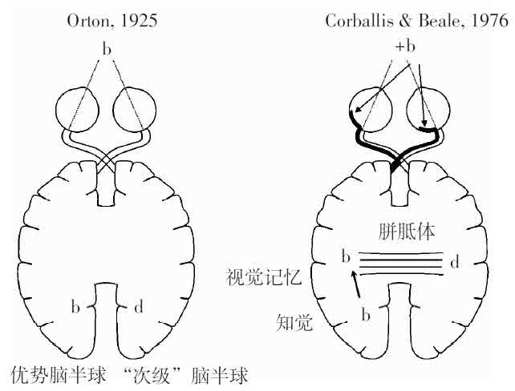 Orton, 1925
b
b
d
优势脑半球 “次级”脑半球
Corballis & Beale, 1976
+b
胼胝体
b
d
视觉记忆
b
知觉